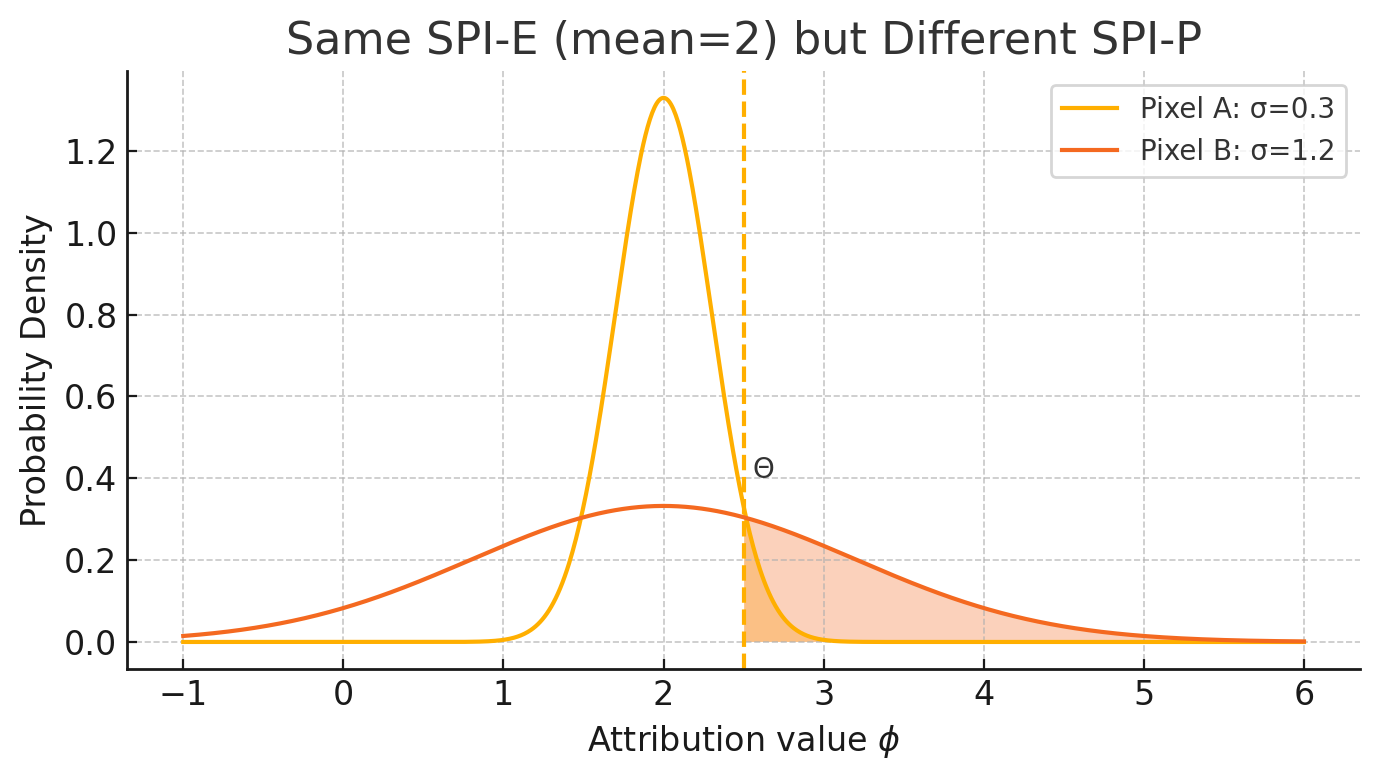 Same SPI-E (mean=2) but Different SPI-P
Pixel A: σ=0.3
Pixel B: σ=1.2
Probability Density
1.2
1.0
0.8
0.6
0.4
0.2
0.0
Θ
−1 0 1 2 3 4 5 6
Attribution value ϕ